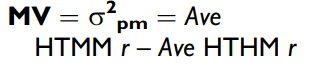 MV = σ²pm = Ave
HTMM r – Ave HTHM r